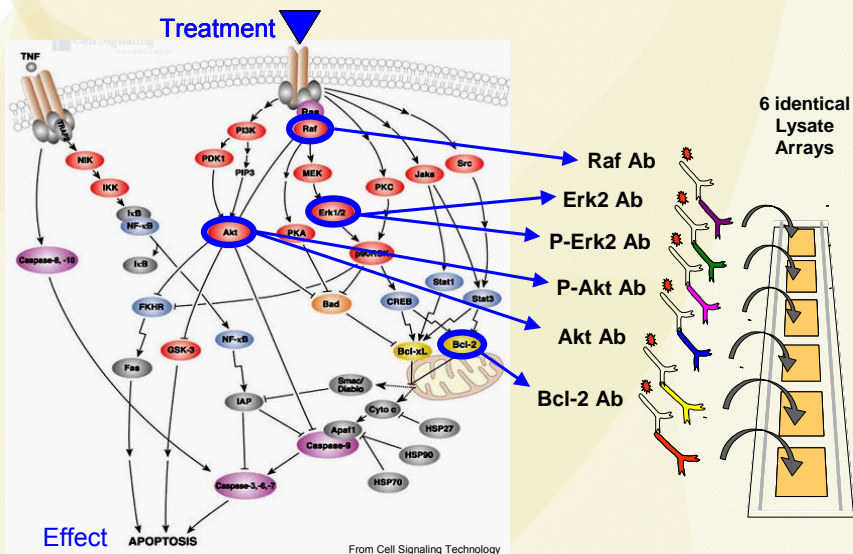 Treatment
Cell Signaling
TNF
TRAF2
Ras
Raf
PI3K
PDK1
PIP3
NIK
IKK
IκB
NF-κB
IκB
MEK
PKC
Jaks
Src
Erk1/2
Akt
PKA
p90RSK
Caspase-8, -10
FKHR
Bad
CREB
Stat1
Stat3
Fas
GSK-3
NF-κB
Bcl-xL
Bcl-2
Smac/
Diablo
IAP
Cyto c
Apaf1
Caspase-9
HSP27
HSP90
HSP70
Caspase-3,-6,-7
Effect
APOPTOSIS
From Cell Signaling Technology
Raf Ab
Erk2 Ab
P-Erk2 Ab
P-Akt Ab
Akt Ab
Bcl-2 Ab
6 identical
Lysate
Arrays